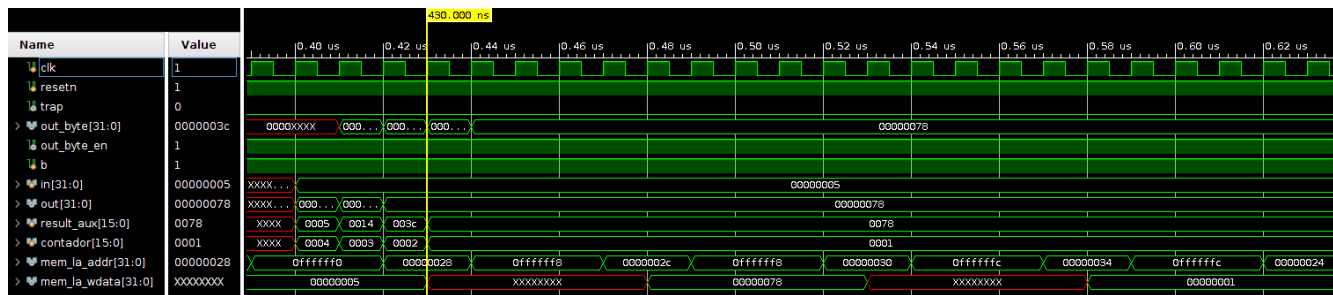 430.000 ns
Name Value 0.40 us 0.42 us 0.44 us 0.46 us 0.48 us 0.50 us 0.52 us 0.54 us 0.56 us 0.58 us 0.60 us 0.62 us
clk 1
resetn 1
trap 0
out_byte[31:0] 0000003c 0000XXXX 000... 000... 000... 00000078
out_byte_en 1
b 1
in[31:0] 00000005 XXXX... 00000005
out[31:0] 00000078 XXXX... 000... 000... 00000078
result_aux[15:0] 0078 XXXX 0005 0014 003c 0078
contador[15:0] 0001 XXXX 0004 0003 0002 0001
mem_la_addr[31:0] 00000028 0ffffff0 00000028 0ffffff8 0000002c 0ffffff8 00000030 0ffffffc 00000034 0ffffffc 00000024
mem_la_wdata[31:0] XXXXXXXX 00000005 XXXXXXXX 00000078 XXXXXXXX 00000001